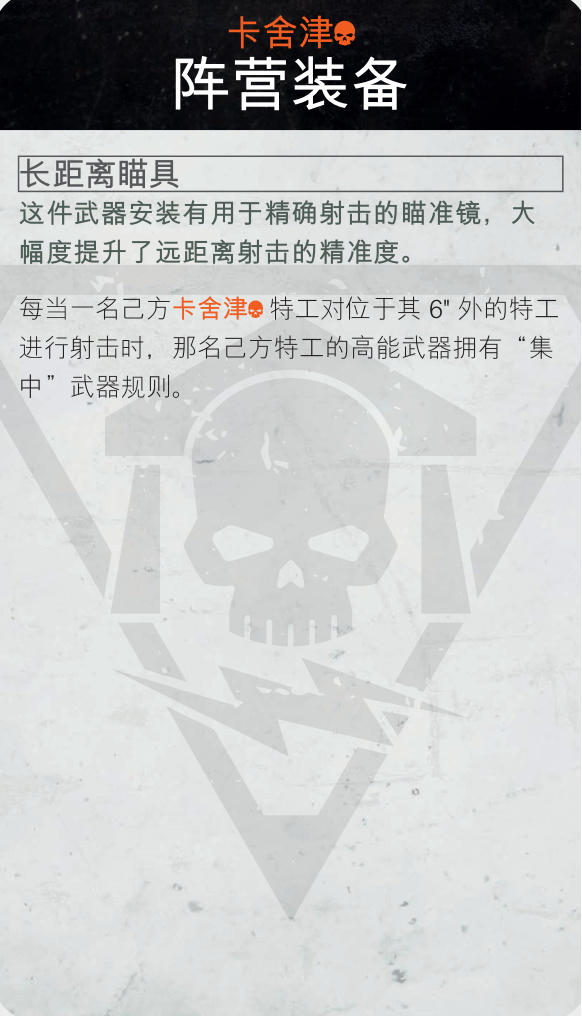 卡舍津
阵营装备
长距离瞄具
这件武器安装有用于精确射击的瞄准镜，大
幅度提升了远距离射击的精准度。
每当一名己方卡舍津 特工对位于其 6" 外的特工
进行射击时，那名己方特工的高能武器拥有“集
中”武器规则。